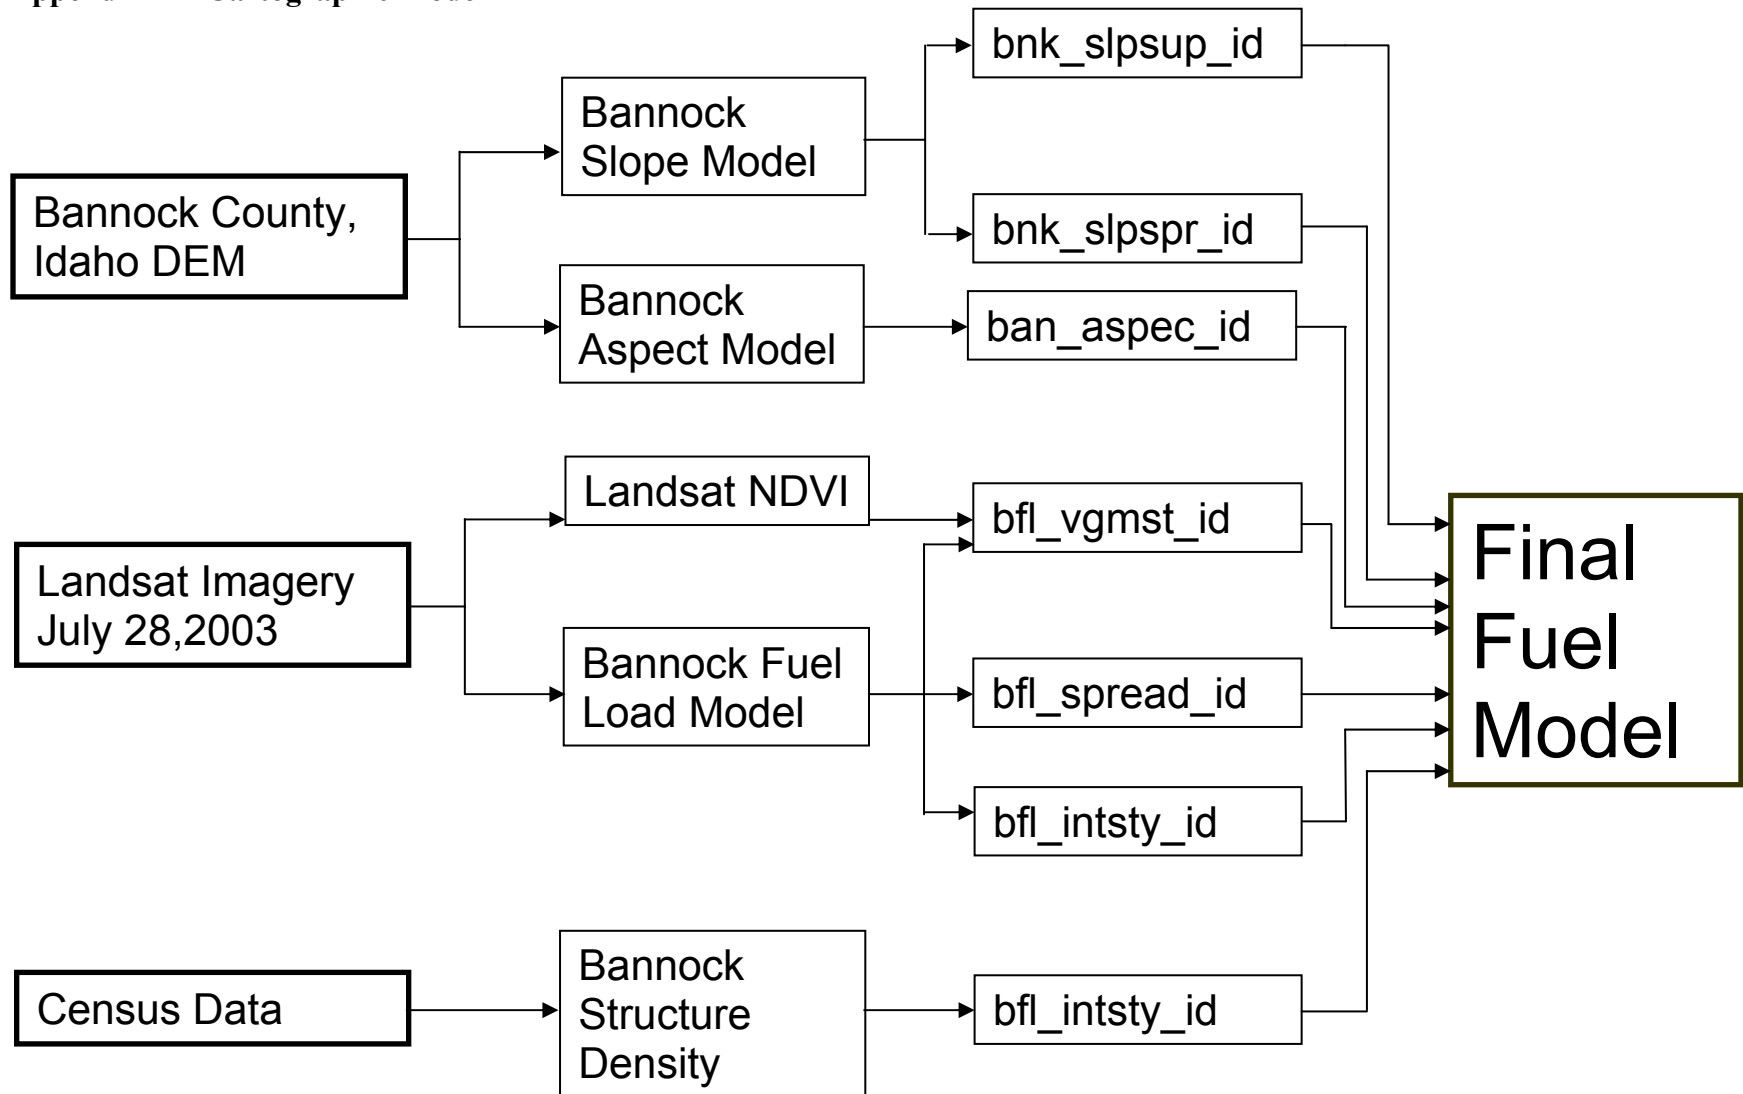 bnk_slpsup_id
Bannock
Slope Model
Bannock County,
Idaho DEM
bnk_slpspr_id
Bannock
Aspect Model
ban_aspec_id
Landsat NDVI
bfl_vgmst_id
Landsat Imagery
July 28,2003
Bannock Fuel
Load Model
bfl_spread_id
bfl_intsty_id
Final
Fuel
Model
Census Data
Bannock
Structure
Density
bfl_intsty_id